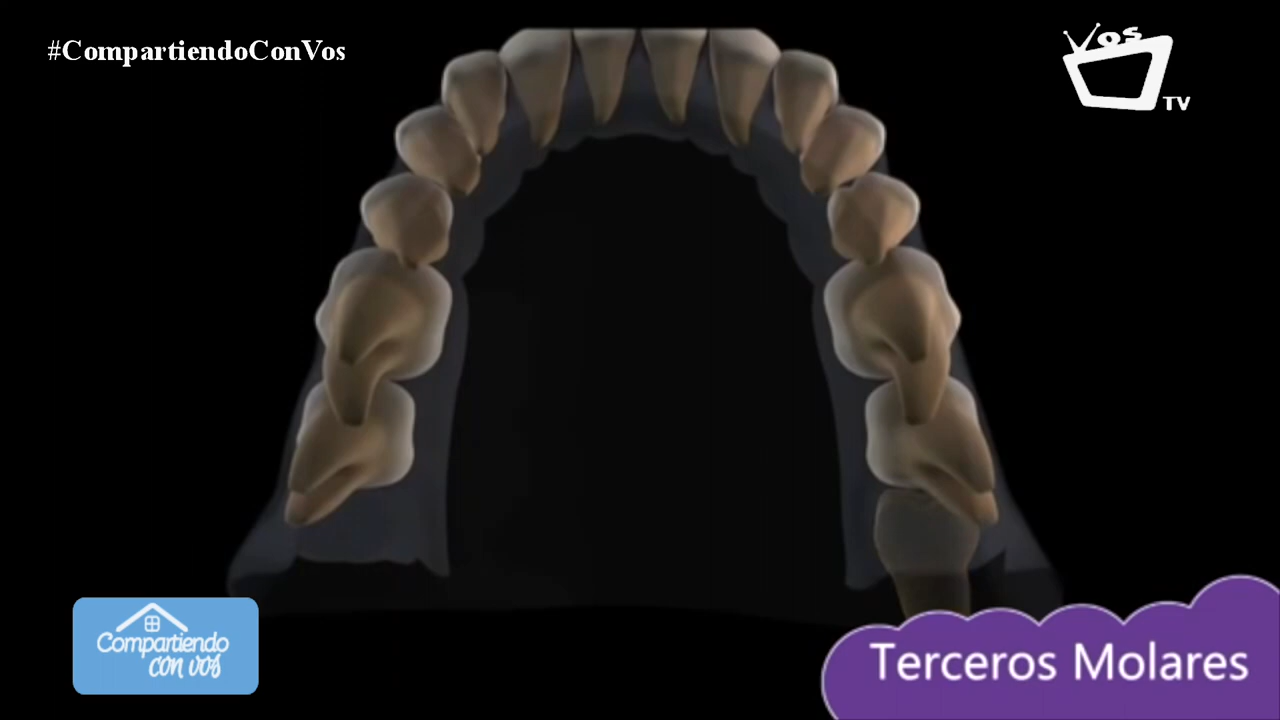 #CompartiendoConVos
Vos
TV
Compartiendo
con vos
Terceros Molares